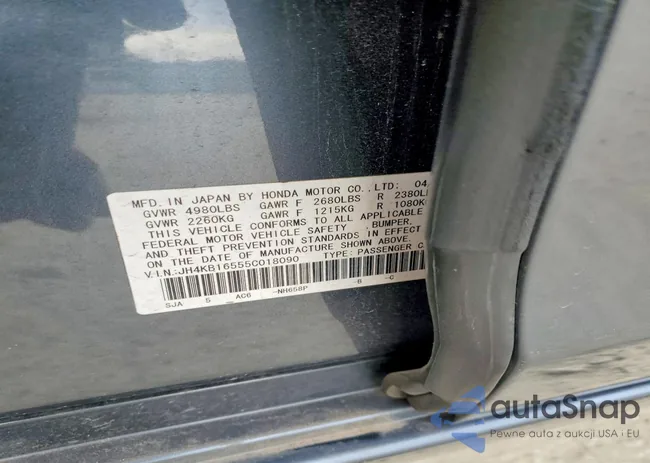 MFD. IN JAPAN BY HONDA MOTOR CO.,LTD: 04
GVWR 4980LBS GAWR F 2680LBS R 2380L
GVWR 2260KG GAWR F 1215KG R 1080K
THIS VEHICLE CONFORMS TO ALL APPLICABLE
FEDERAL MOTOR VEHICLE SAFETY ,BUMPER,
AND THEFT PREVENTION STANDARDS IN EFFECT
ON THE DATE OF MANUFACTURE SHOWN ABOVE.
V.I.N.:JH4KB16555C018090 TYPE: PASSENGER C
SJA 5 AC6 -NH658P -B -C
autaSnap
Pewne auta z aukcji USA i EU